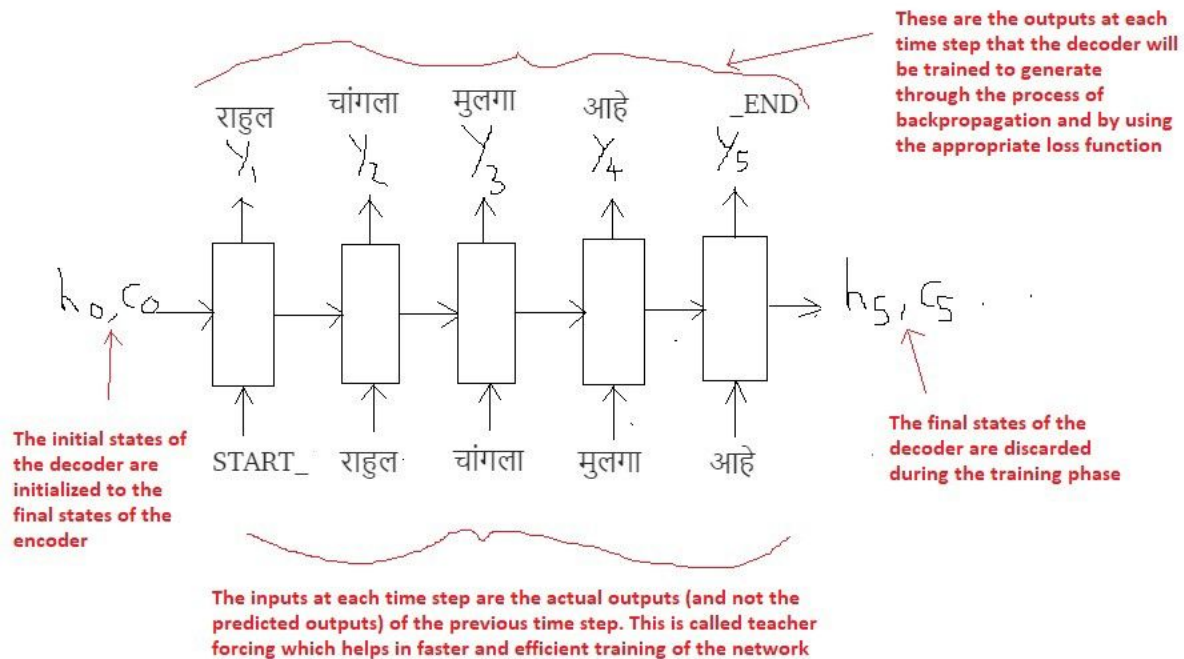 These are the outputs at each
time step that the decoder will
be trained to generate
through the process of
backpropagation and by using
the appropriate loss function
राहुल चांगला मुलगा आहे _END
Y1 Y2 Y3 Y4 Y5
h0, c0
h5, c5
The initial states of
the decoder are
initialized to the
final states of the
encoder
START_ राहुल चांगला मुलगा आहे
The final states of the
decoder are discarded
during the training phase
The inputs at each time step are the actual outputs (and not the
predicted outputs) of the previous time step. This is called teacher
forcing which helps in faster and efficient training of the network